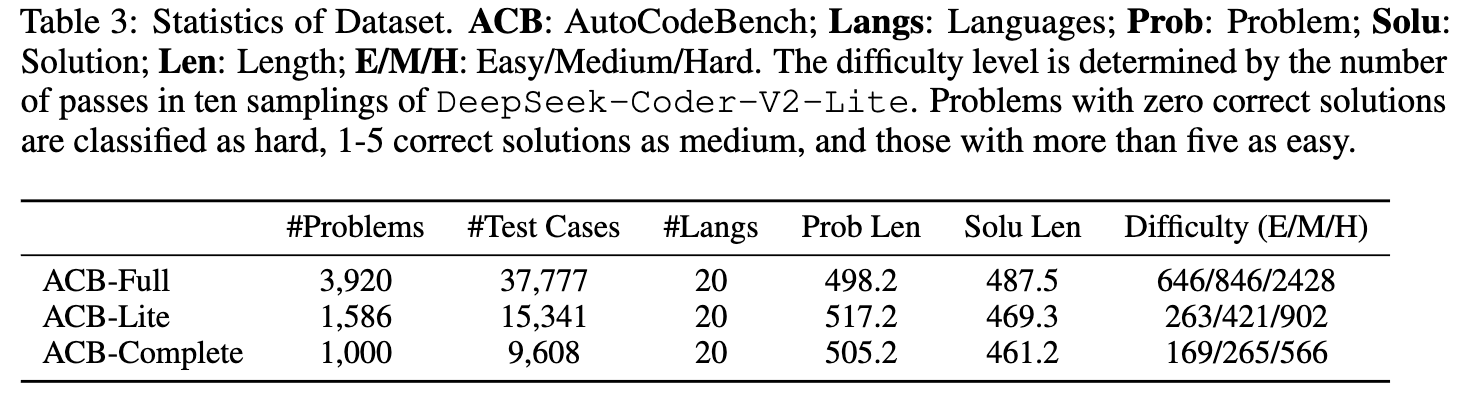 Table 3: Statistics of Dataset. ACB: AutoCodeBench; Langs: Languages; Prob: Problem; Solu:
Solution; Len: Length; E/M/H: Easy/Medium/Hard. The difficulty level is determined by the number
of passes in ten samplings of DeepSeek-Coder-V2-Lite. Problems with zero correct solutions
are classified as hard, 1-5 correct solutions as medium, and those with more than five as easy.
#Problems #Test Cases #Langs Prob Len Solu Len Difficulty (E/M/H)
ACB-Full 3,920 37,777 20 498.2 487.5 646/846/2428
ACB-Lite 1,586 15,341 20 517.2 469.3 263/421/902
ACB-Complete 1,000 9,608 20 505.2 461.2 169/265/566